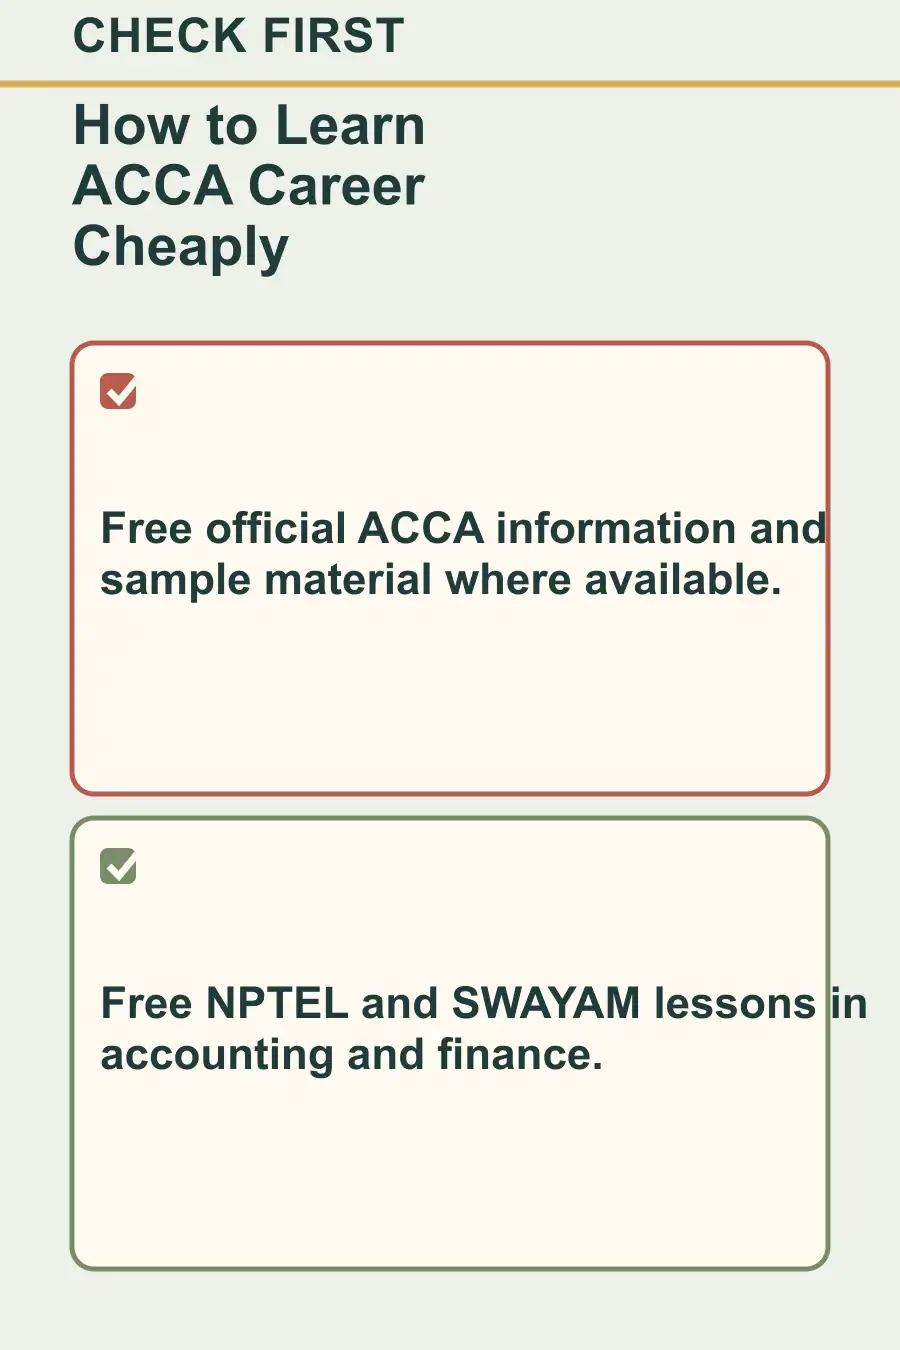 CHECK FIRST
How to Learn
ACCA Career
Cheaply
Free official ACCA information and
sample material where available.
Free NPTEL and SWAYAM lessons in
accounting and finance.